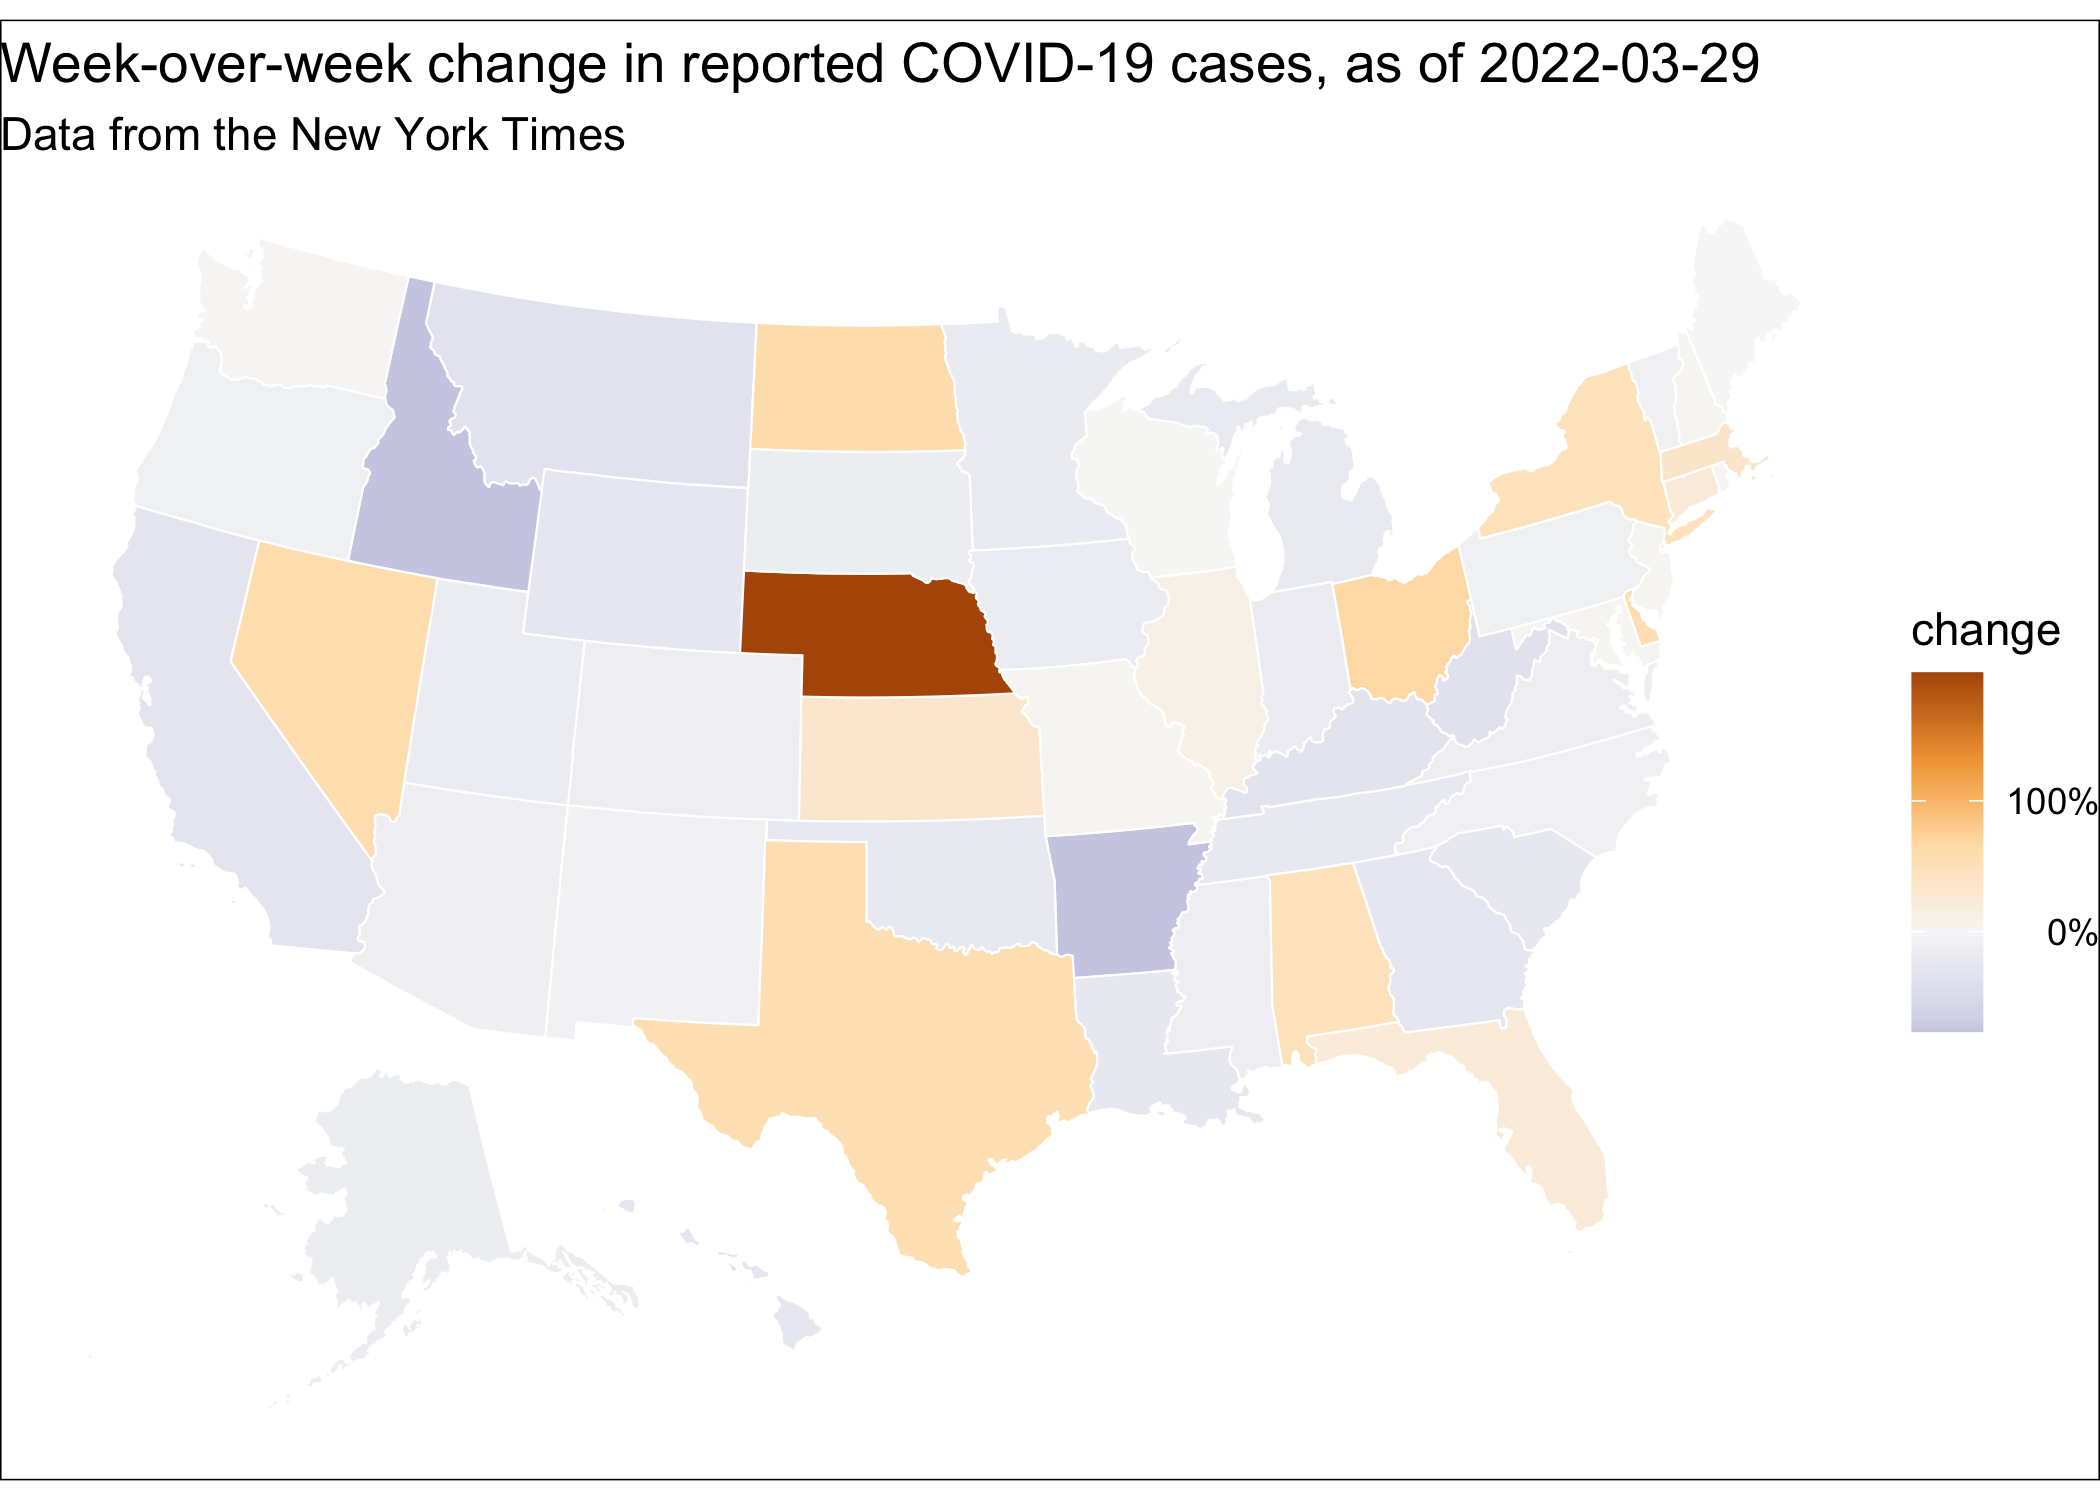 Week-over-week change in reported COVID-19 cases, as of 2022-03-29
Data from the New York Times
change
100%
0%